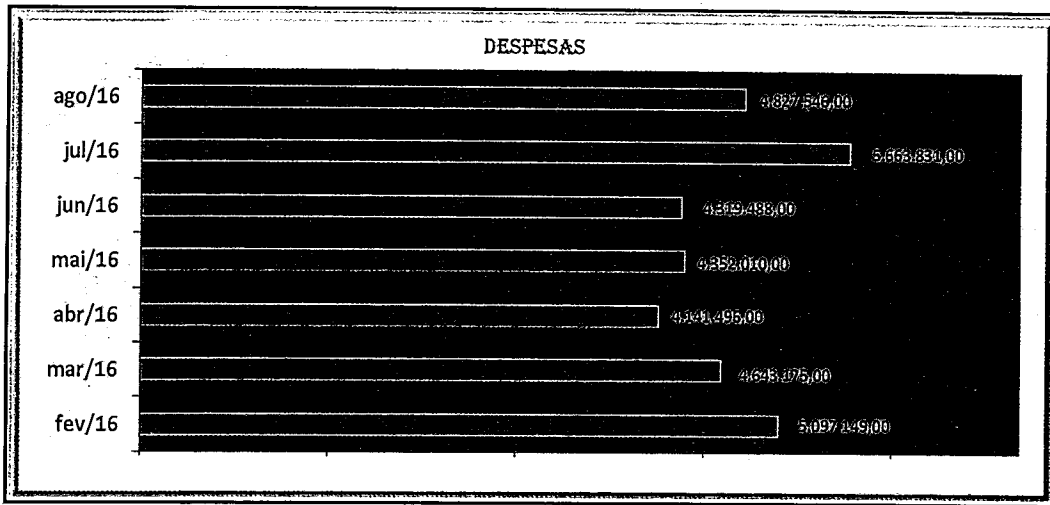 DESPESAS
ago/16 4.827.546,00
jul/16 5.663.831,00
jun/16 4.319.488,00
mai/16 4.352.010,00
abr/16 4.141.496,00
mar/16 4.643.175,00
fev/16 5.097.149,00